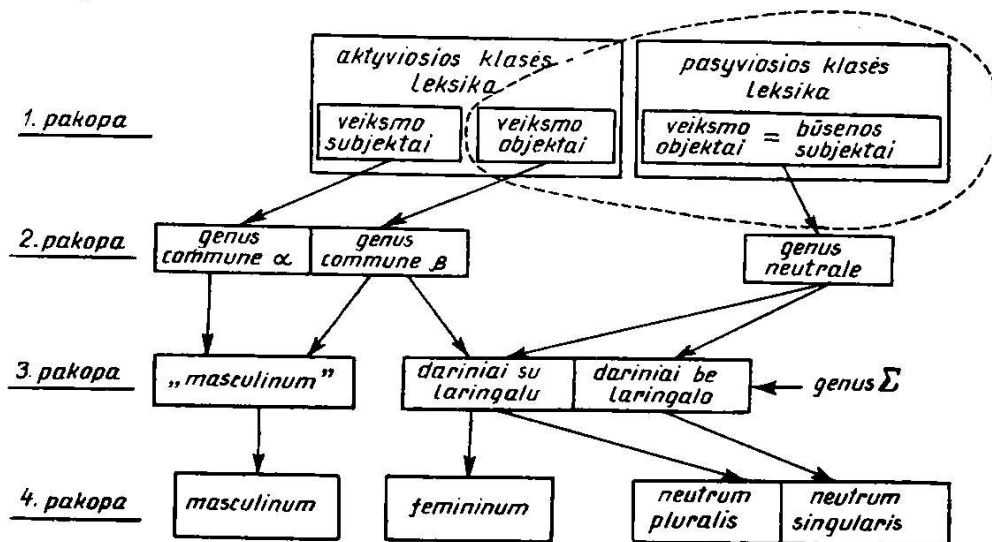 aktyviosios klasės
leksika
pasyviosios klasės
leksika
1. pakopa
veiksmo
subjektai
veiksmo
objektai
veiksmo
objektai
=
būsenos
subjektai
2. pakopa
genus
commune α
genus
commune β
genus
neutrale
3. pakopa
„masculinum”
dariniai su
laringalu
dariniai be
laringalo
genus Σ
4. pakopa
masculinum
femininum
neutrum
pluralis
neutrum
singularis